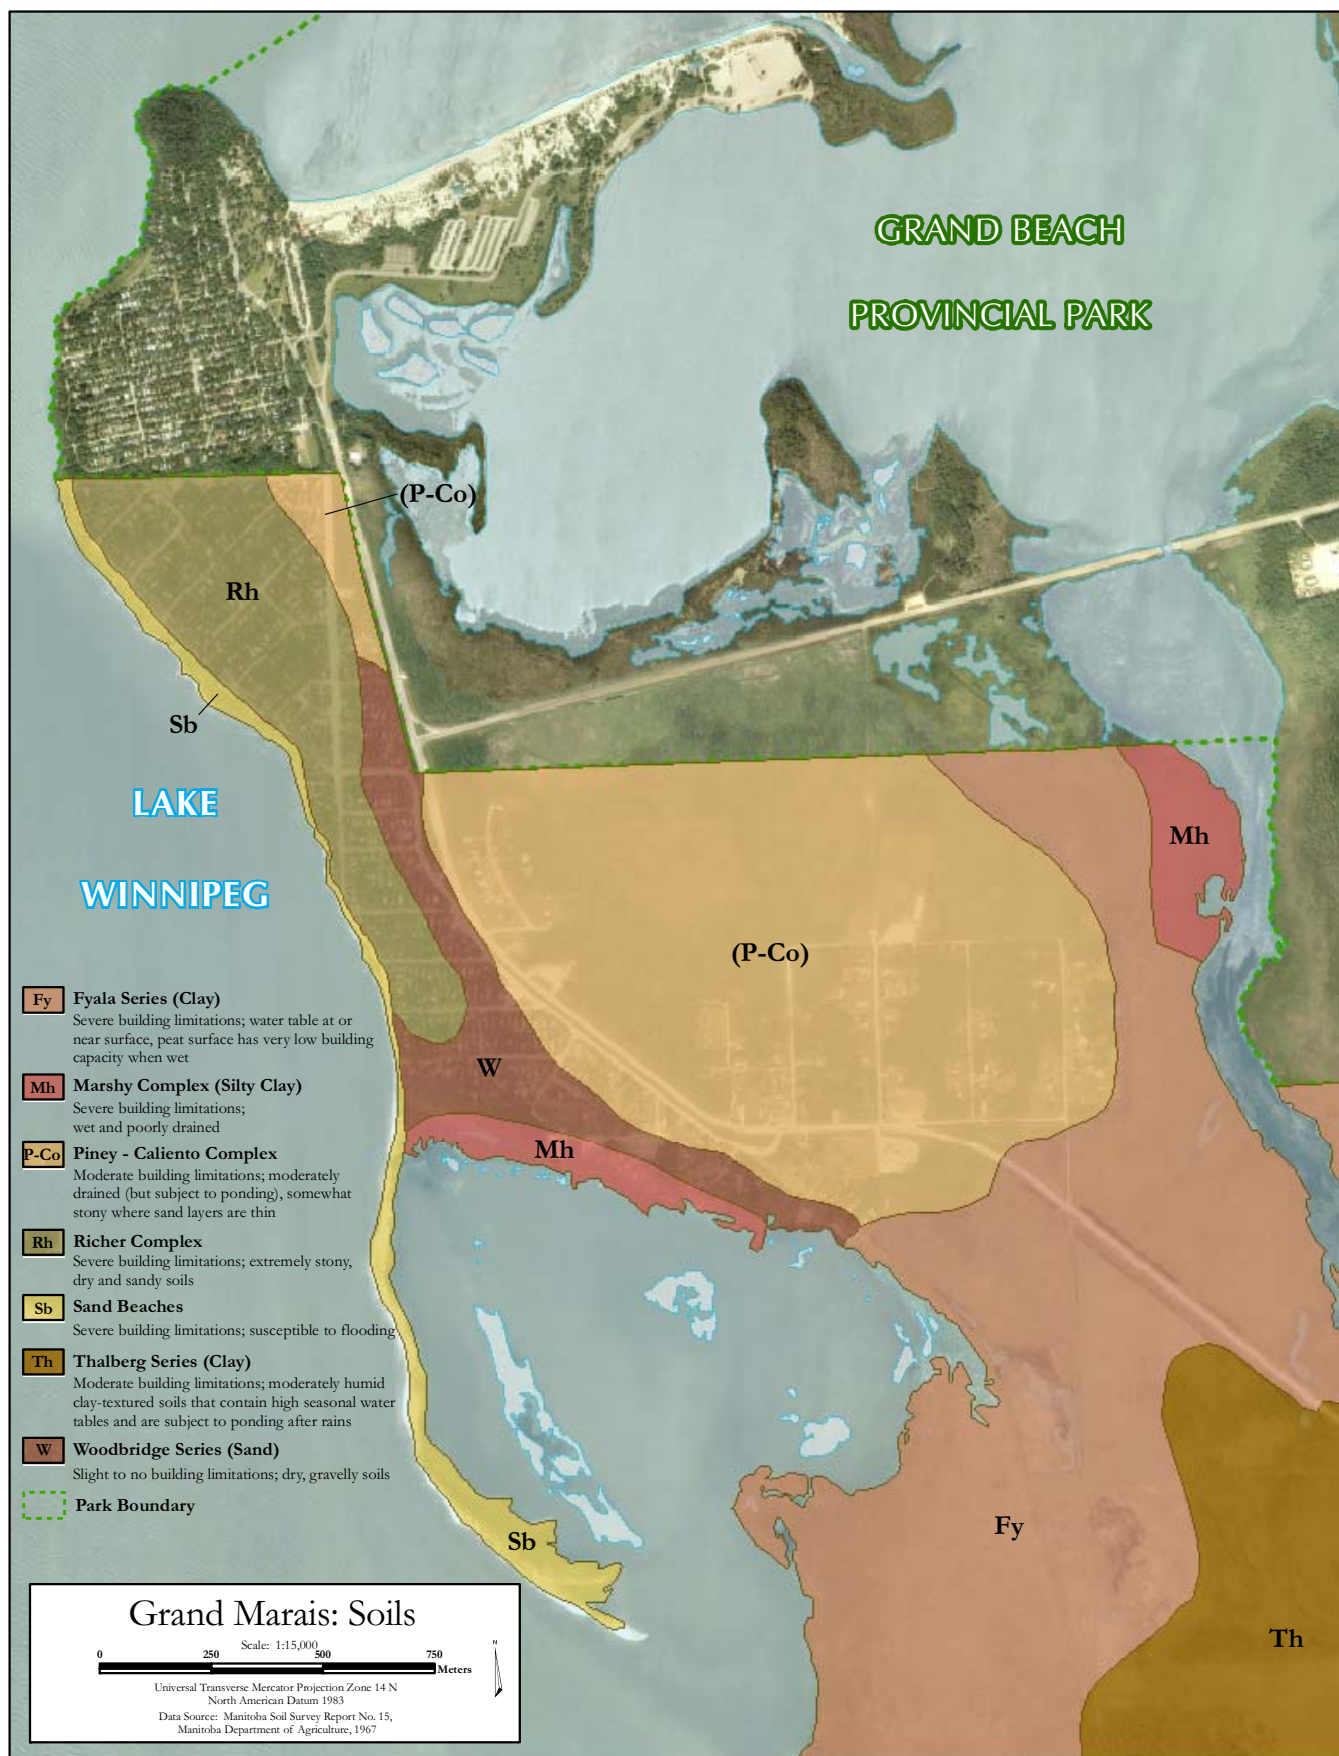 GRAND BEACH
PROVINCIAL PARK
(P-Co)
Rh
Sb
LAKE
WINNIPEG
Mh
(P-Co)
W
Mh
Sb
Fy
Th
Fy Fyala Series (Clay)
Severe building limitations; water table at or
near surface, peat surface has very low building
capacity when wet
Mh Marshy Complex (Silty Clay)
Severe building limitations;
wet and poorly drained
P-Co Piney - Caliento Complex
Moderate building limitations; moderately
drained (but subject to ponding), somewhat
stony where sand layers are thin
Rh Richer Complex
Severe building limitations; extremely stony,
dry and sandy soils
Sb Sand Beaches
Severe building limitations; susceptible to flooding
Th Thalberg Series (Clay)
Moderate building limitations; moderately humid
clay-textured soils that contain high seasonal water
tables and are subject to ponding after rains
W Woodbridge Series (Sand)
Slight to no building limitations; dry, gravelly soils
Park Boundary
Grand Marais: Soils
Scale: 1:15,000
0 250 500 750
Meters
N
Universal Transverse Mercator Projection Zone 14 N
North American Datum 1983
Data Source: Manitoba Soil Survey Report No. 15,
Manitoba Department of Agriculture, 1967